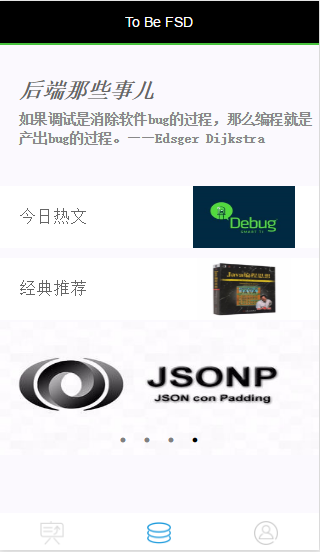 To Be FSD
后端那些事儿
如果调试是消除软件bug的过程，那么编程就是
产出bug的过程。——Edsger Dijkstra
今日热文
Debug
经典推荐
Java编程思想
JSONP
JSON con Padding